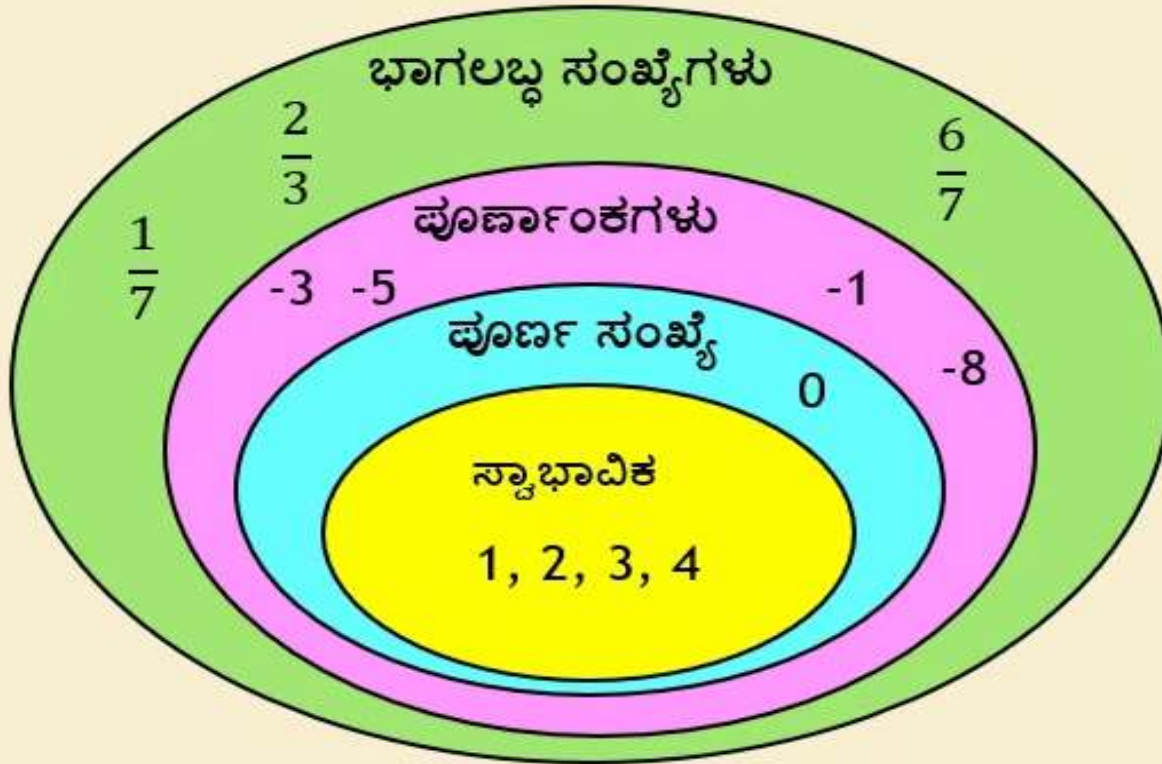 ಭಾಗಲಬ್ಧ ಸಂಖ್ಯೆಗಳು
2/3
6/7
1/7
ಪೂರ್ಣಾಂಕಗಳು
-3 -5 -1
ಪೂರ್ಣ ಸಂಖ್ಯೆ
-8
0
ಸ್ವಾಭಾವಿಕ
1, 2, 3, 4